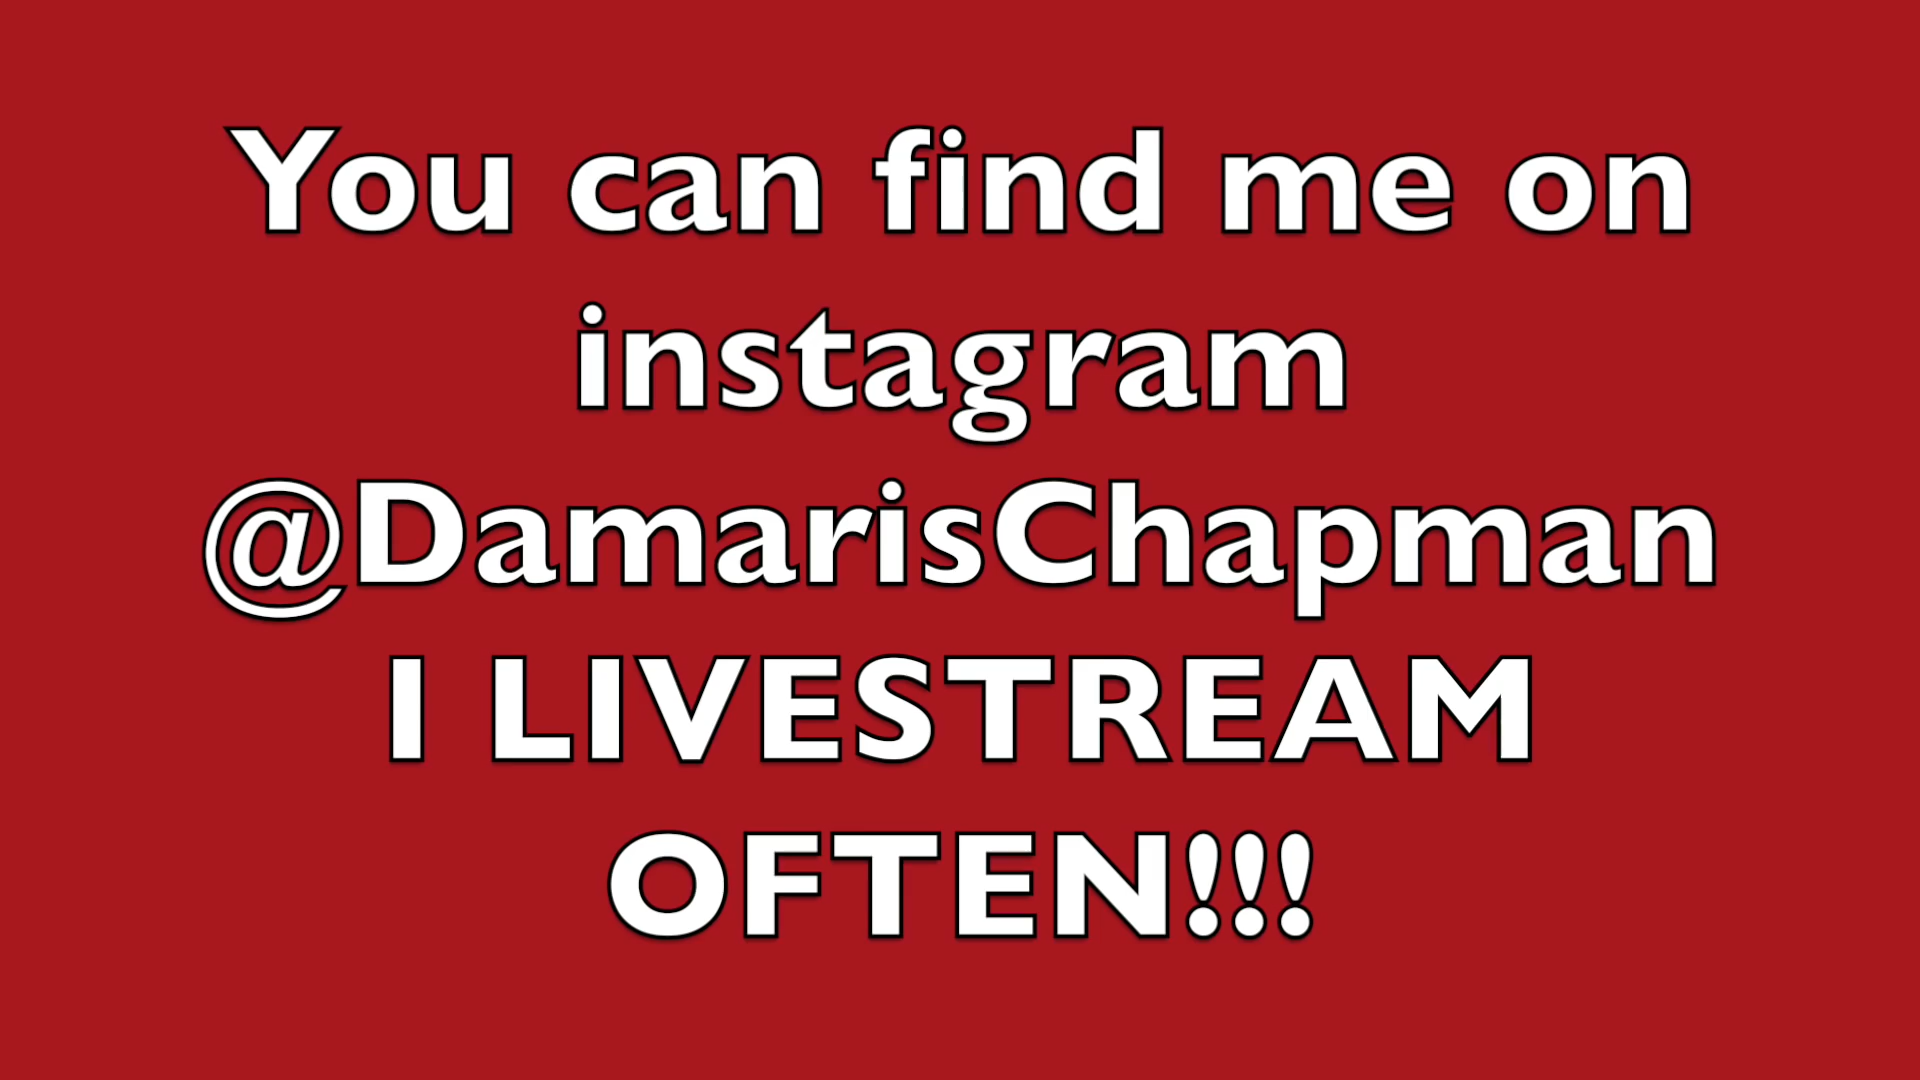 You can find me on
instagram
@DamarisChapman
I LIVESTREAM
OFTEN!!!